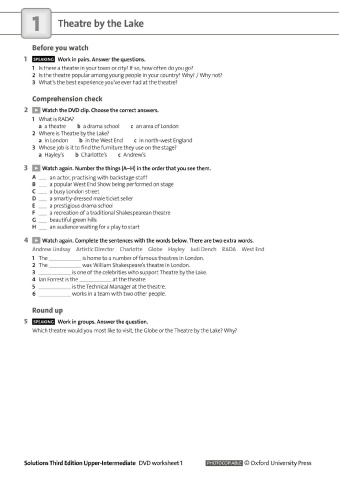 1 Theatre by the Lake
Before you watch
1 SPEAKING Work in pairs. Answer the questions.
1 Is there a theatre in your town or city? If so, how often do you go?
2 Is the theatre popular among young people in your country? Why? / Why not?
3 What's the best experience you've ever had at the theatre?
Comprehension check
2 Watch the DVD clip. Choose the correct answers.
1 What is RADA?
a a theatre b a drama school c an area of London
2 Where is Theatre by the Lake?
a in London b in the West End c in north-west England
3 Whose job is it to find the furniture they use on the stage?
a Hayley's b Charlotte's c Andrew's
3 Watch again. Number the things (A–H) in the order that you see them.
A ___ an actor, practising with backstage staff
B ___ a popular West End Show being performed on stage
C ___ a busy London street
D ___ a smartly-dressed male ticket seller
E ___ a prestigious drama school
F ___ a recreation of a traditional Shakespearean theatre
G ___ beautiful green hills
H ___ an audience waiting for a play to start
4 Watch again. Complete the sentences with the words below. There are two extra words.
Andrew Lindsay Artistic Director Charlotte Globe Hayley Judi Dench RADA West End
1 The ___________ is home to a number of famous theatres in London.
2 The ___________ was William Shakespeare's theatre in London.
3 ___________ is one of the celebrities who support Theatre by the Lake.
4 Ian Forrest is the ___________ at the theatre.
5 ___________ is the Technical Manager at the theatre.
6 ___________ works in a team with two other people.
Round up
5 SPEAKING Work in groups. Answer the question.
Which theatre would you most like to visit, the Globe or the Theatre by the Lake? Why?
Solutions Third Edition Upper-Intermediate DVD worksheet 1 PHOTOCOPIABLE © Oxford University Press